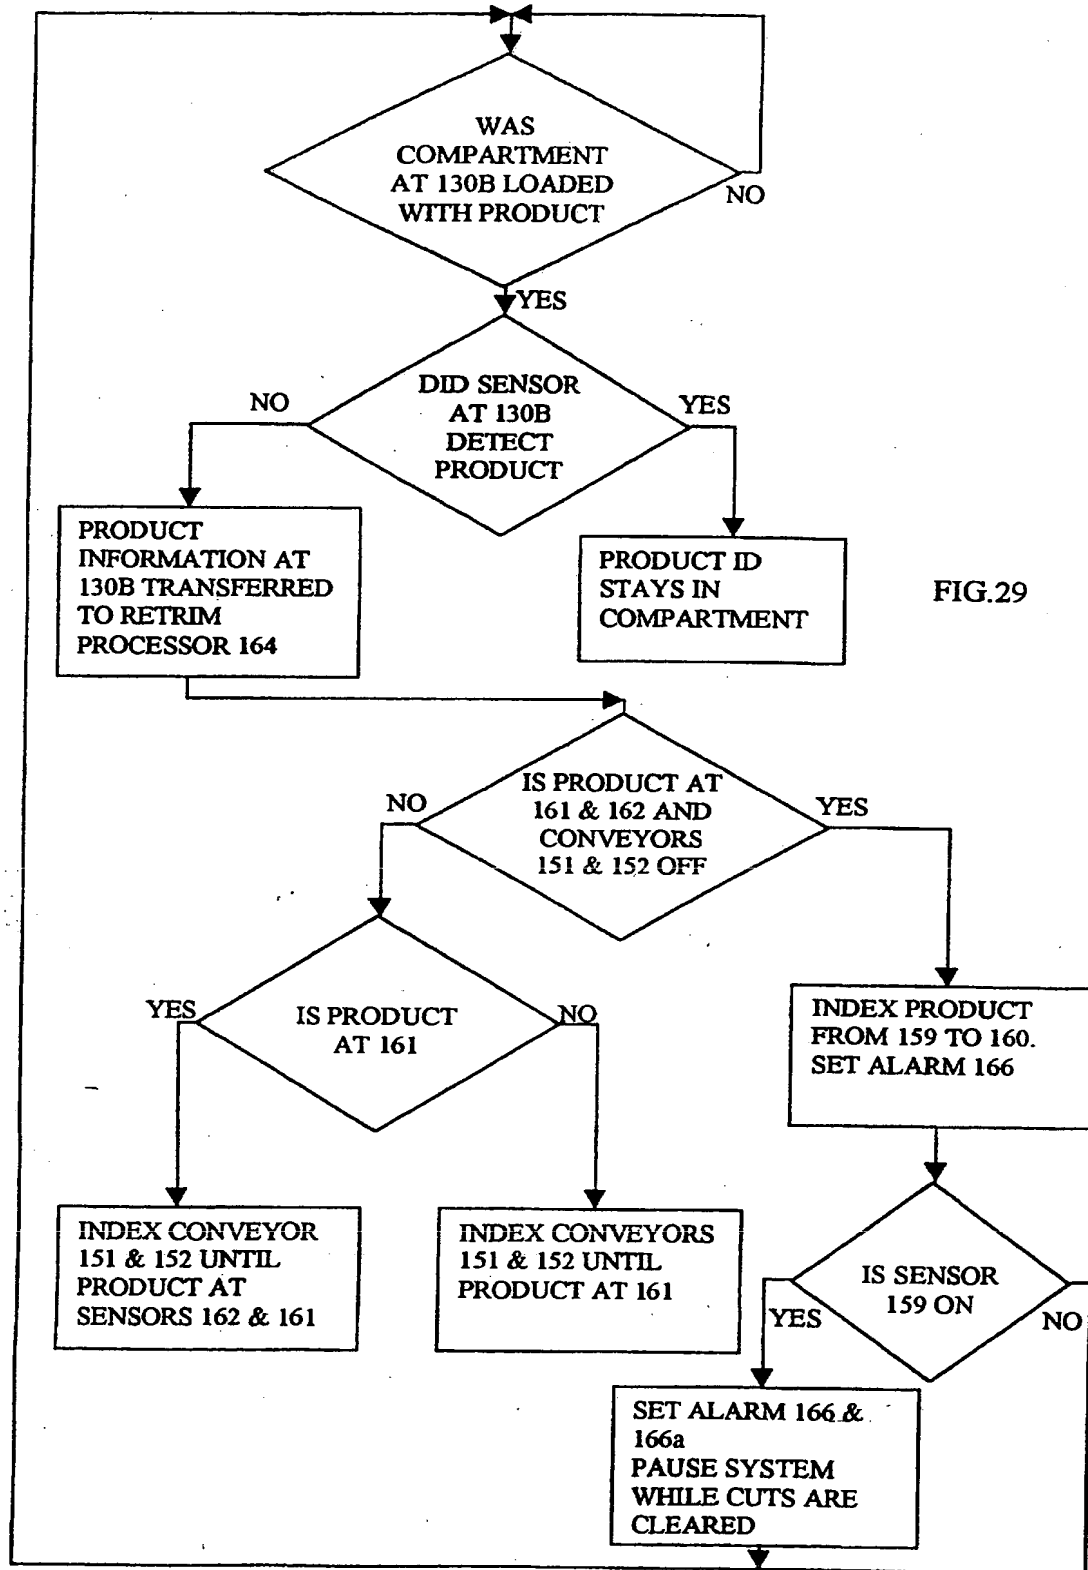 WAS
COMPARTMENT
AT 130B LOADED
WITH PRODUCT
NO
YES
DID SENSOR
AT 130B
DETECT
PRODUCT
NO
YES
PRODUCT
INFORMATION AT
130B TRANSFERRED
TO RETRIM
PROCESSOR 164
PRODUCT ID
STAYS IN
COMPARTMENT
FIG.29
IS PRODUCT AT
161 & 162 AND
CONVEYORS
151 & 152 OFF
NO
YES
IS PRODUCT
AT 161
YES
NO
INDEX PRODUCT
FROM 159 TO 160.
SET ALARM 166
INDEX CONVEYOR
151 & 152 UNTIL
PRODUCT AT
SENSORS 162 & 161
INDEX CONVEYORS
151 & 152 UNTIL
PRODUCT AT 161
IS SENSOR
159 ON
YES
NO
SET ALARM 166 &
166a
PAUSE SYSTEM
WHILE CUTS ARE
CLEARED